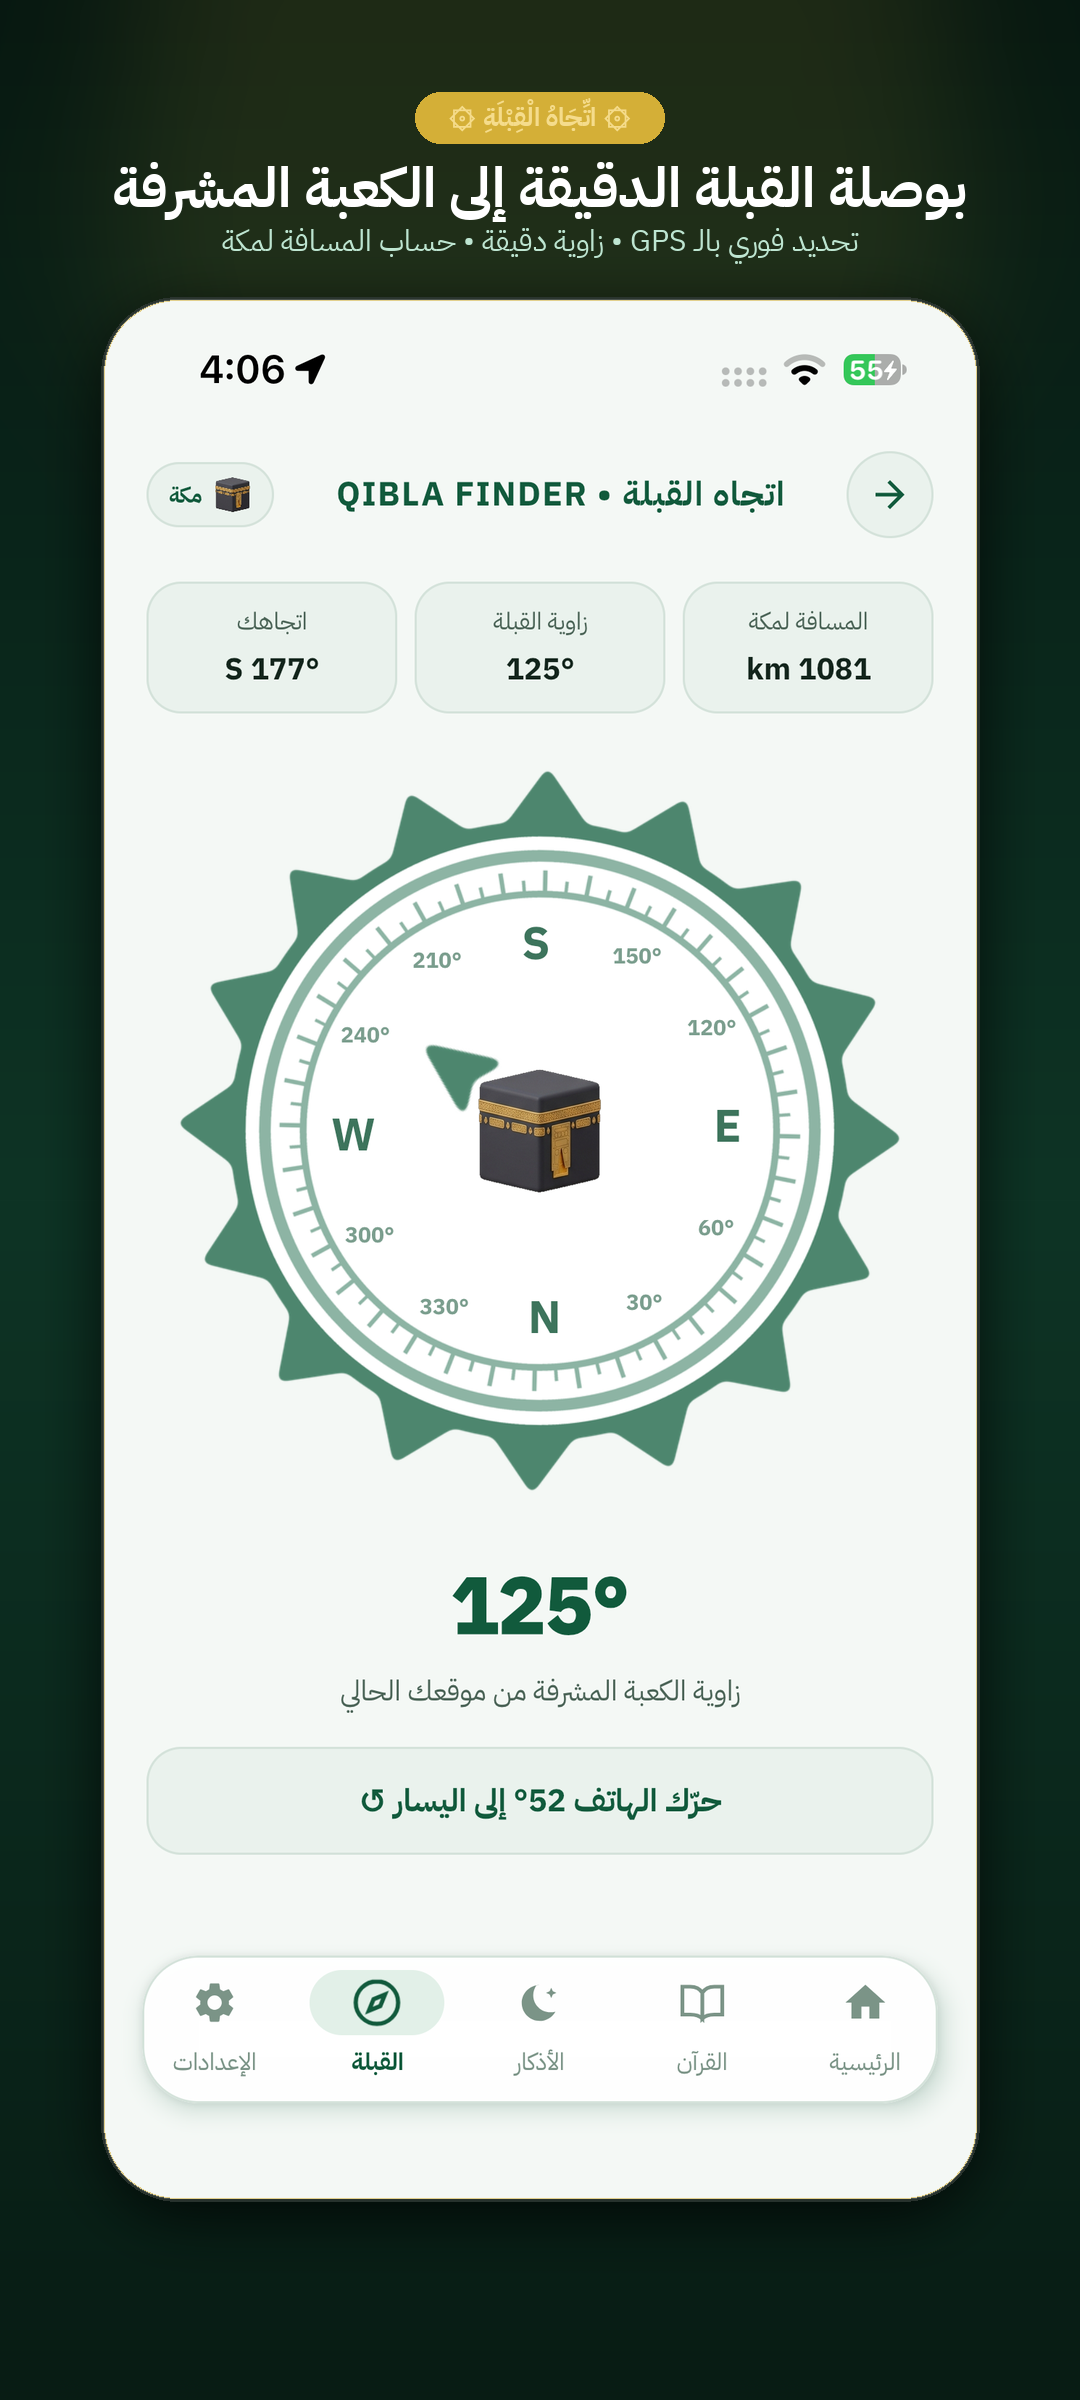 ۞ اتِّجَاهُ الْقِبْلَةِ ۞
بوصلة القبلة الدقيقة إلى الكعبة المشرفة
تحديد فوري بالـ GPS • زاوية دقيقة • حساب المسافة لمكة
4:06
55
اتجاه القبلة • QIBLA FINDER
مكة
المسافة لمكة
1081 km
زاوية القبلة
125°
اتجاهك
S 177°
S
150°
120°
E
60°
30°
N
330°
300°
W
240°
210°
125°
زاوية الكعبة المشرفة من موقعك الحالي
حرّك الهاتف 52° إلى اليسار ↺
الرئيسية
القرآن
الأذكار
القبلة
الإعدادات